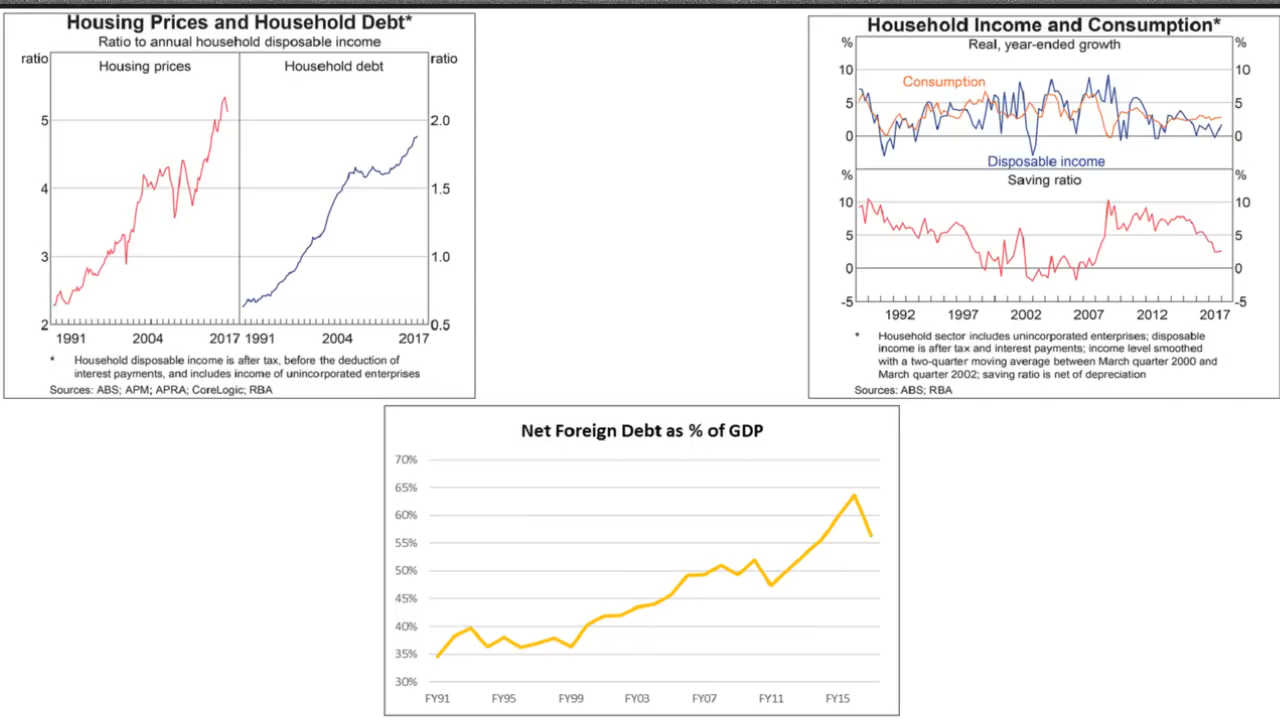 Housing Prices and Household Debt*
Ratio to annual household disposable income
ratio
ratio
Housing prices
Household debt
5
2.0
4
1.5
3
1.0
2
0.5
1991
2004
2017
1991
2004
2017
* Household disposable income is after tax, before the deduction of
interest payments, and includes income of unincorporated enterprises
Sources: ABS; APM; APRA; CoreLogic; RBA
Household Income and Consumption*
%
%
Real, year-ended growth
10
10
Consumption
5
5
0
0
Disposable income
%
%
Saving ratio
10
10
5
5
0
0
-5
-5
1992
1997
2002
2007
2012
2017
* Household sector includes unincorporated enterprises; disposable
income is after tax and interest payments; income level smoothed
with a two-quarter moving average between March quarter 2000 and
March quarter 2002; saving ratio is net of depreciation
Sources: ABS; RBA
Net Foreign Debt as % of GDP
70%
65%
60%
55%
50%
45%
40%
35%
30%
FY91
FY95
FY99
FY03
FY07
FY11
FY15